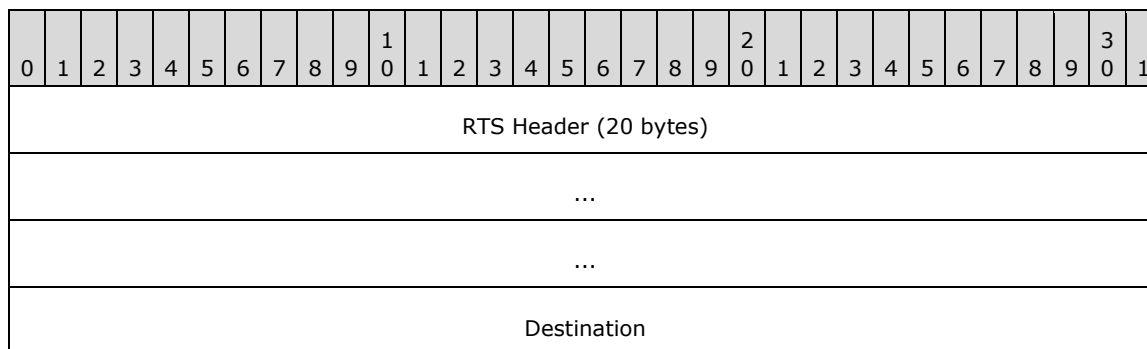 1 2 3
0 1 2 3 4 5 6 7 8 9 0 1 2 3 4 5 6 7 8 9 0 1 2 3 4 5 6 7 8 9 0 1
RTS Header (20 bytes)
...
...
Destination